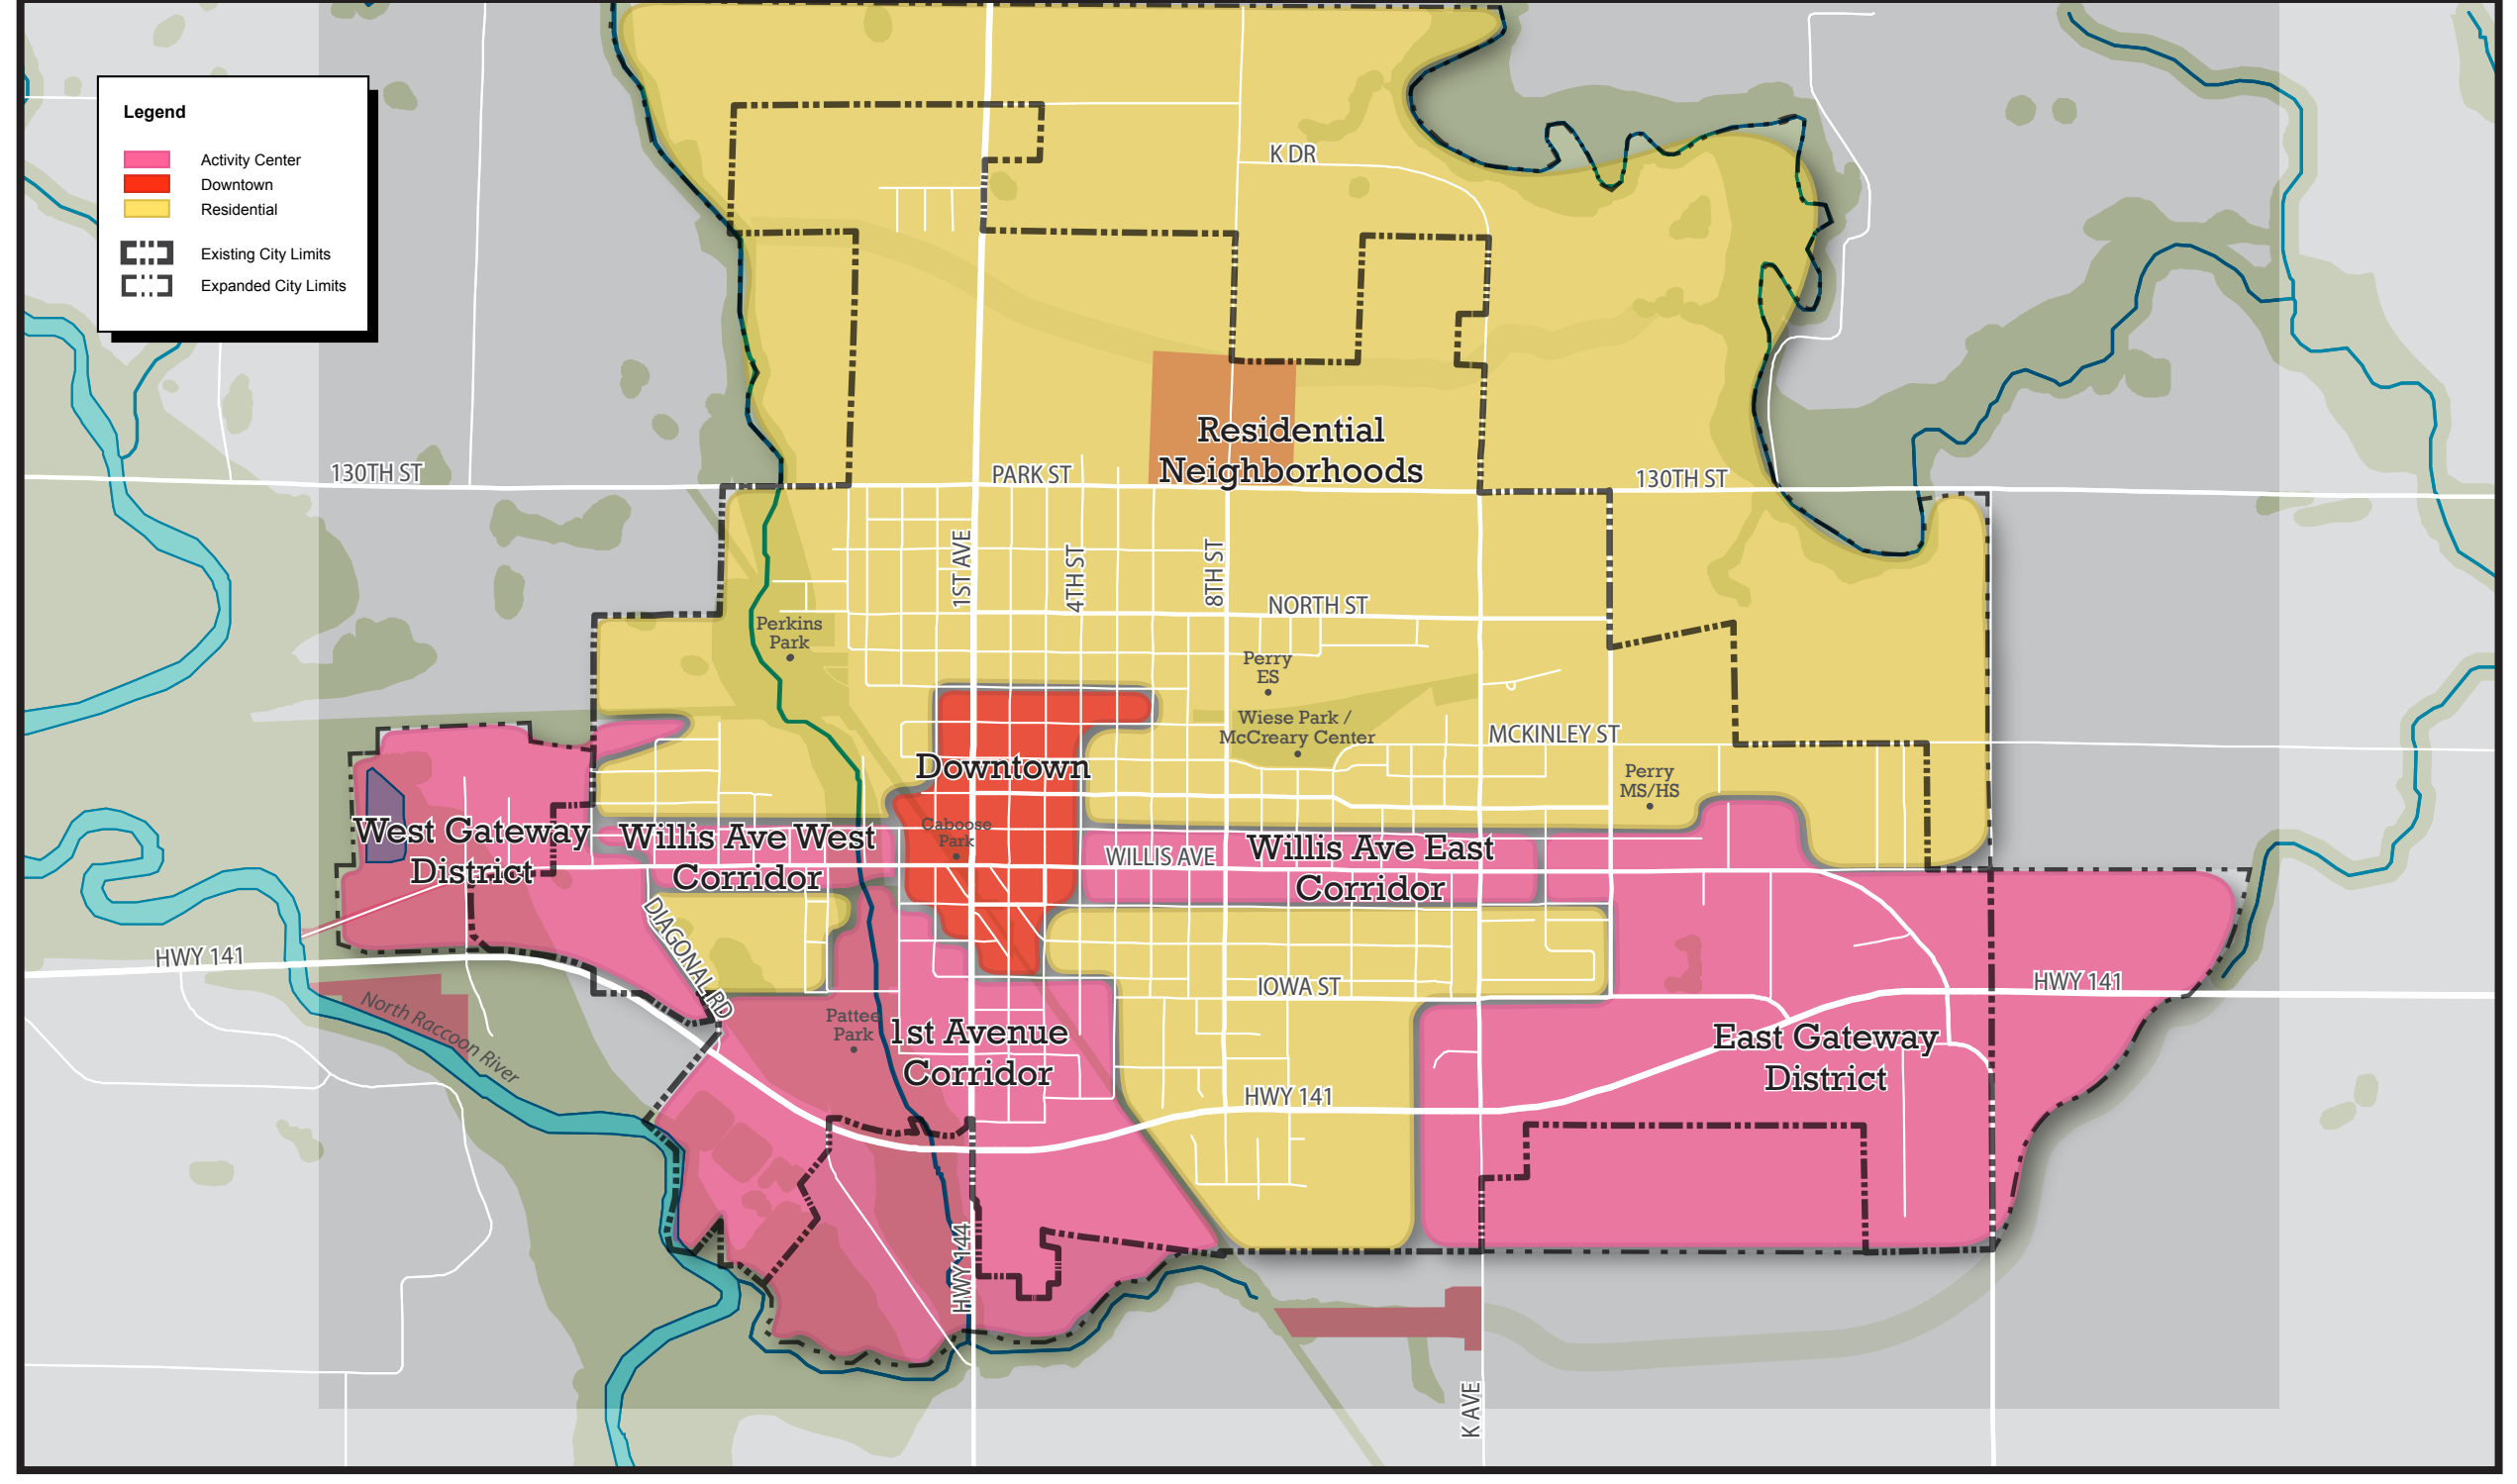 Legend
Activity Center
Downtown
Residential
Existing City Limits
Expanded City Limits
K DR
Residential
Neighborhoods
130TH ST
PARK ST
130TH ST
1ST AVE
4TH ST
8TH ST
NORTH ST
Perkins
Park
Perry
ES
Wiese Park /
McCreary Center
MCKINLEY ST
Downtown
Perry
MS/HS
West Gateway
District
Willis Ave West
Corridor
Caboose
Park
WILLIS AVE
Willis Ave East
Corridor
DIAGONAL RD
HWY 141
North Raccoon River
IOWA ST
HWY 141
Pattee
Park
1st Avenue
Corridor
East Gateway
District
HWY 141
HWY 144
K AVE